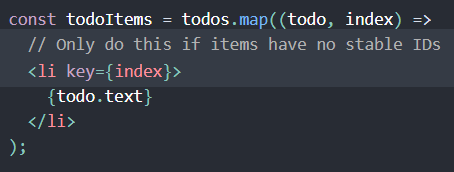 const todoItems = todos.map((todo, index) =>
  // Only do this if items have no stable IDs
  <li key={index}>
    {todo.text}
  </li>
);